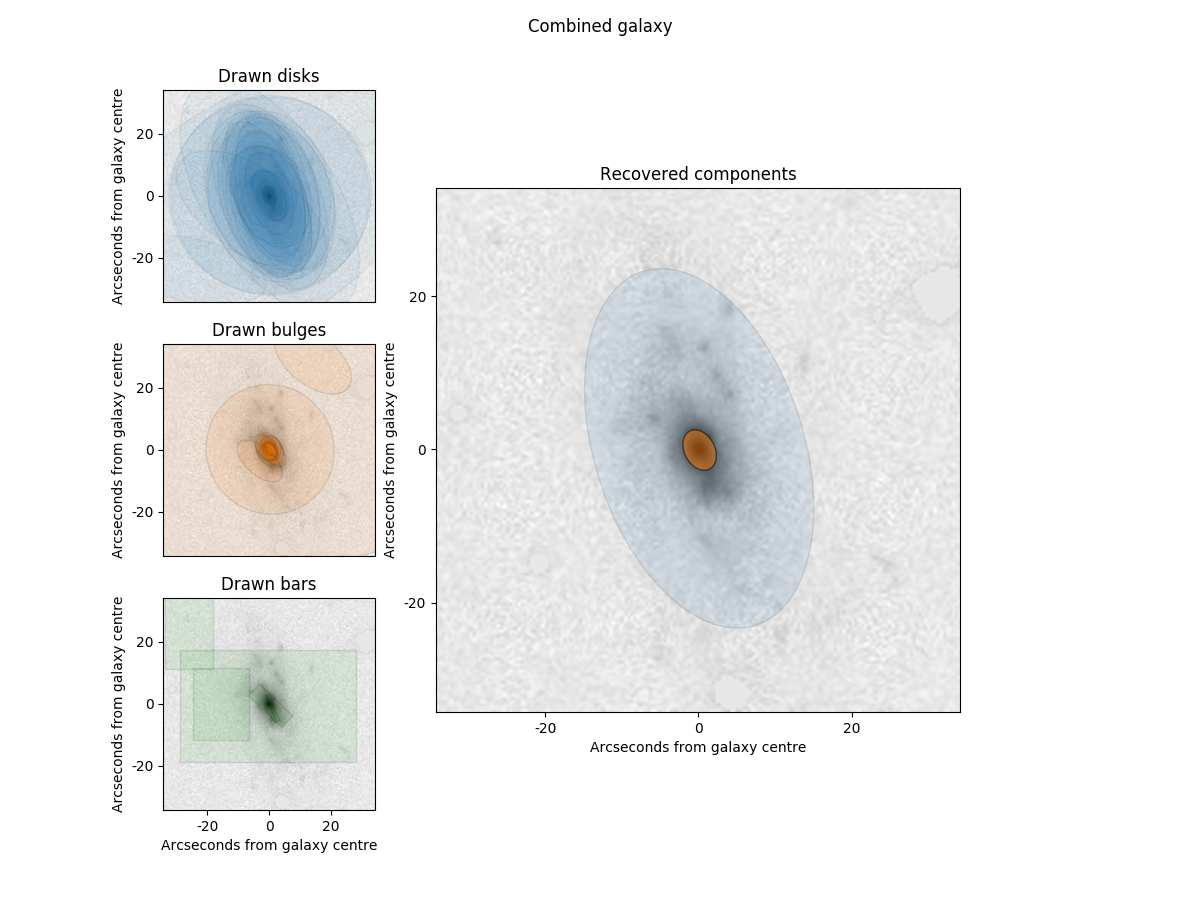 Combined galaxy
Drawn disks
Arcseconds from galaxy centre
20
0
-20
Drawn bulges
Arcseconds from galaxy centre
20
0
-20
Drawn bars
Arcseconds from galaxy centre
20
0
-20
-20 0 20
Arcseconds from galaxy centre
Recovered components
Arcseconds from galaxy centre
20
0
-20
-20 0 20
Arcseconds from galaxy centre